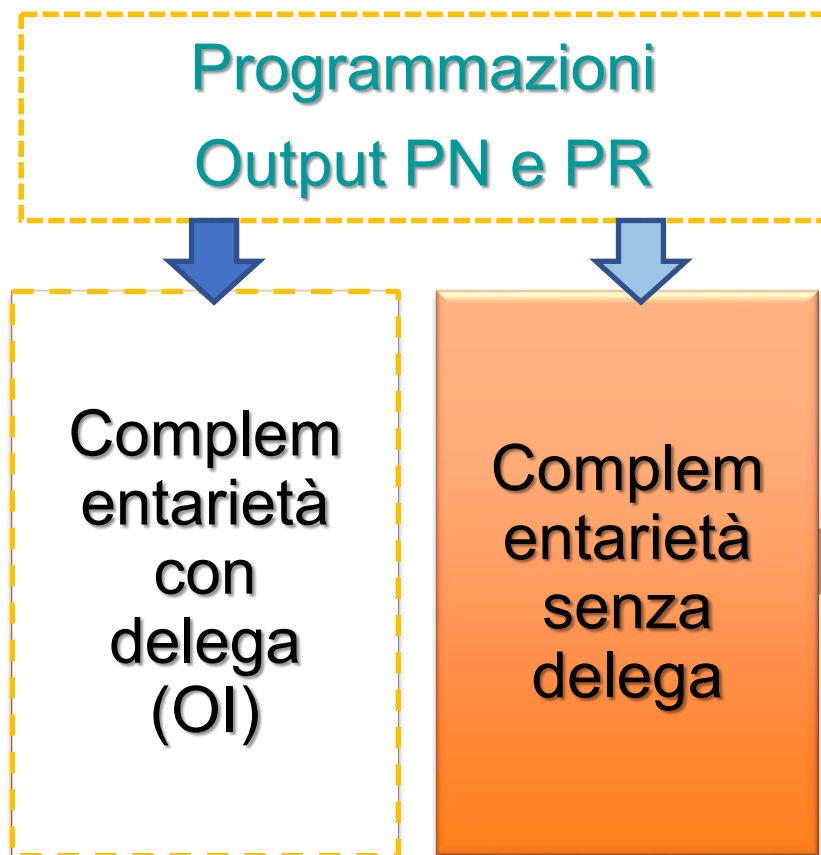 Programmazioni
Output PN e PR
Complem
entarietà
con
delega
(OI)
Complem
entarietà
senza
delega